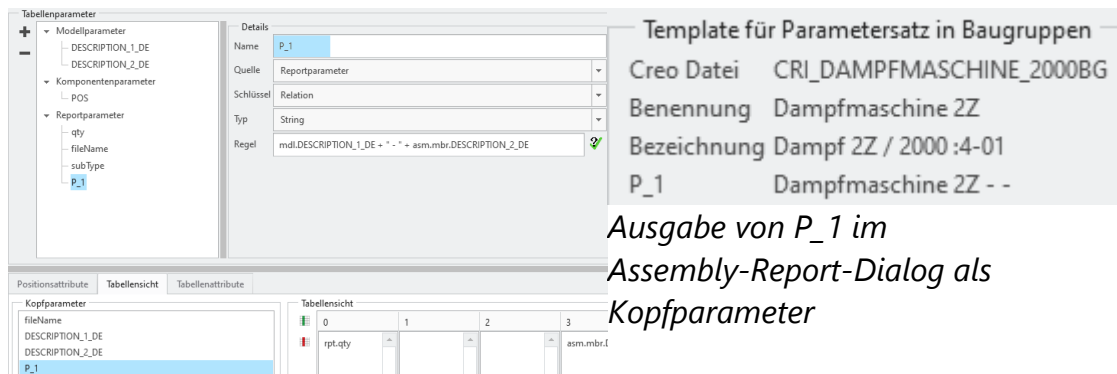 Tabellenparameter
Modellparameter
DESCRIPTION_1_DE
DESCRIPTION_2_DE
Komponentenparameter
POS
Reportparameter
qty
fileName
subType
P_1
Details
Name P_1
Quelle Reportparameter
Schlüssel Relation
Typ String
Regel mdl.DESCRIPTION_1_DE + " - " + asm.mbr.DESCRIPTION_2_DE
Positionsattribute Tabellensicht Tabellenattribute
Kopfparameter
fileName
DESCRIPTION_1_DE
DESCRIPTION_2_DE
P_1
Tabellensicht
0 1 2 3
rpt.qty asm.mbr.D
Template für Parametersatz in Baugruppen
Creo Datei CRI_DAMPFMASCHINE_2000BG
Benennung Dampfmaschine 2Z
Bezeichnung Dampf 2Z / 2000 :4-01
P_1 Dampfmaschine 2Z - -
Ausgabe von P_1 im
Assembly-Report-Dialog als
Kopfparameter